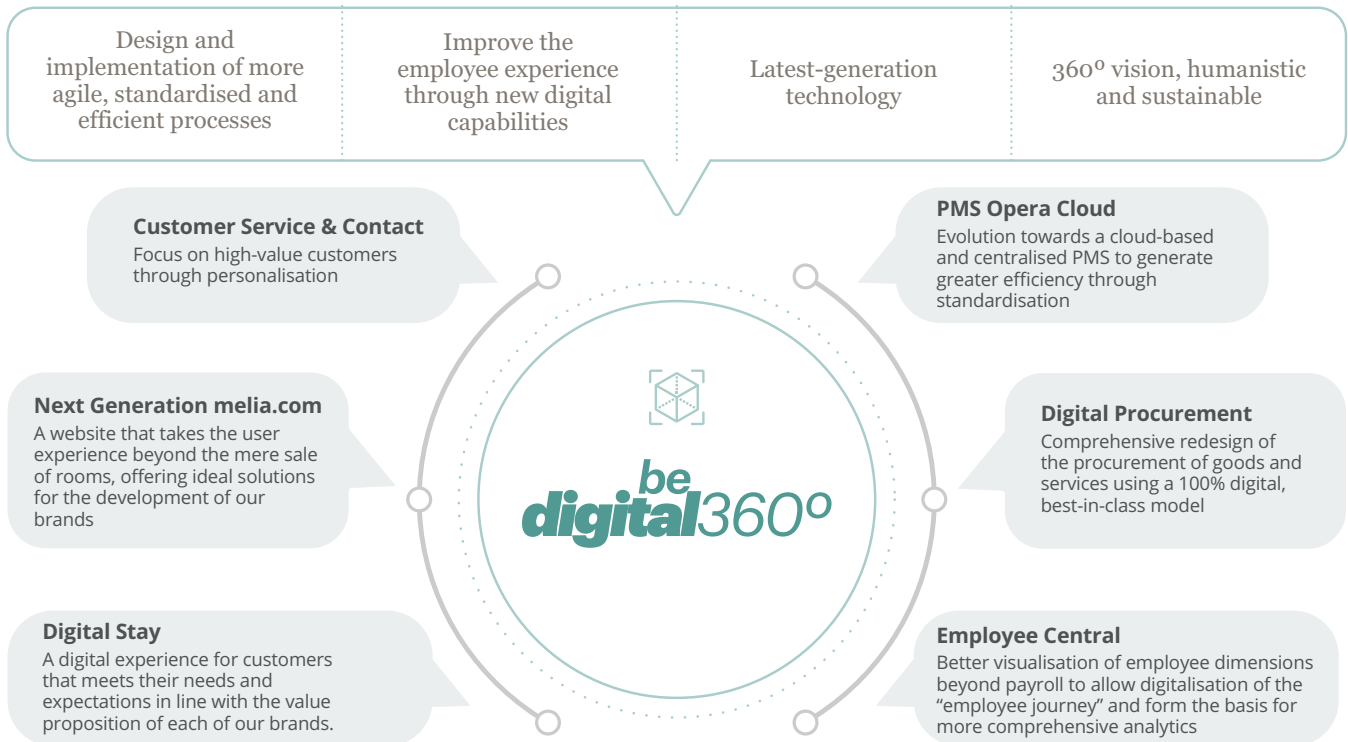 Design and
implementation of more
agile, standardised and
efficient processes
Improve the
employee experience
through new digital
capabilities
Latest-generation
technology
360º vision, humanistic
and sustainable
Customer Service & Contact
Focus on high-value customers
through personalisation
PMS Opera Cloud
Evolution towards a cloud-based
and centralised PMS to generate
greater efficiency through
standardisation
Next Generation melia.com
A website that takes the user
experience beyond the mere sale
of rooms, offering ideal solutions
for the development of our
brands
be
digital360º
Digital Procurement
Comprehensive redesign of
the procurement of goods and
services using a 100% digital,
best-in-class model
Digital Stay
A digital experience for customers
that meets their needs and
expectations in line with the value
proposition of each of our brands.
Employee Central
Better visualisation of employee dimensions
beyond payroll to allow digitalisation of the
“employee journey” and form the basis for
more comprehensive analytics